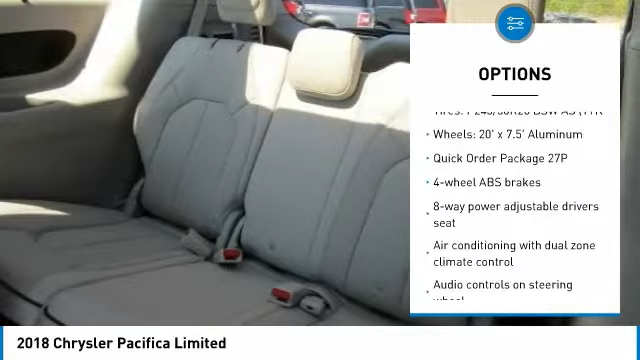 OPTIONS
Wheels: 20' x 7.5' Aluminum
Quick Order Package 27P
4-wheel ABS brakes
8-way power adjustable drivers
seat
Air conditioning with dual zone
climate control
Audio controls on steering
wheel
2018 Chrysler Pacifica Limited